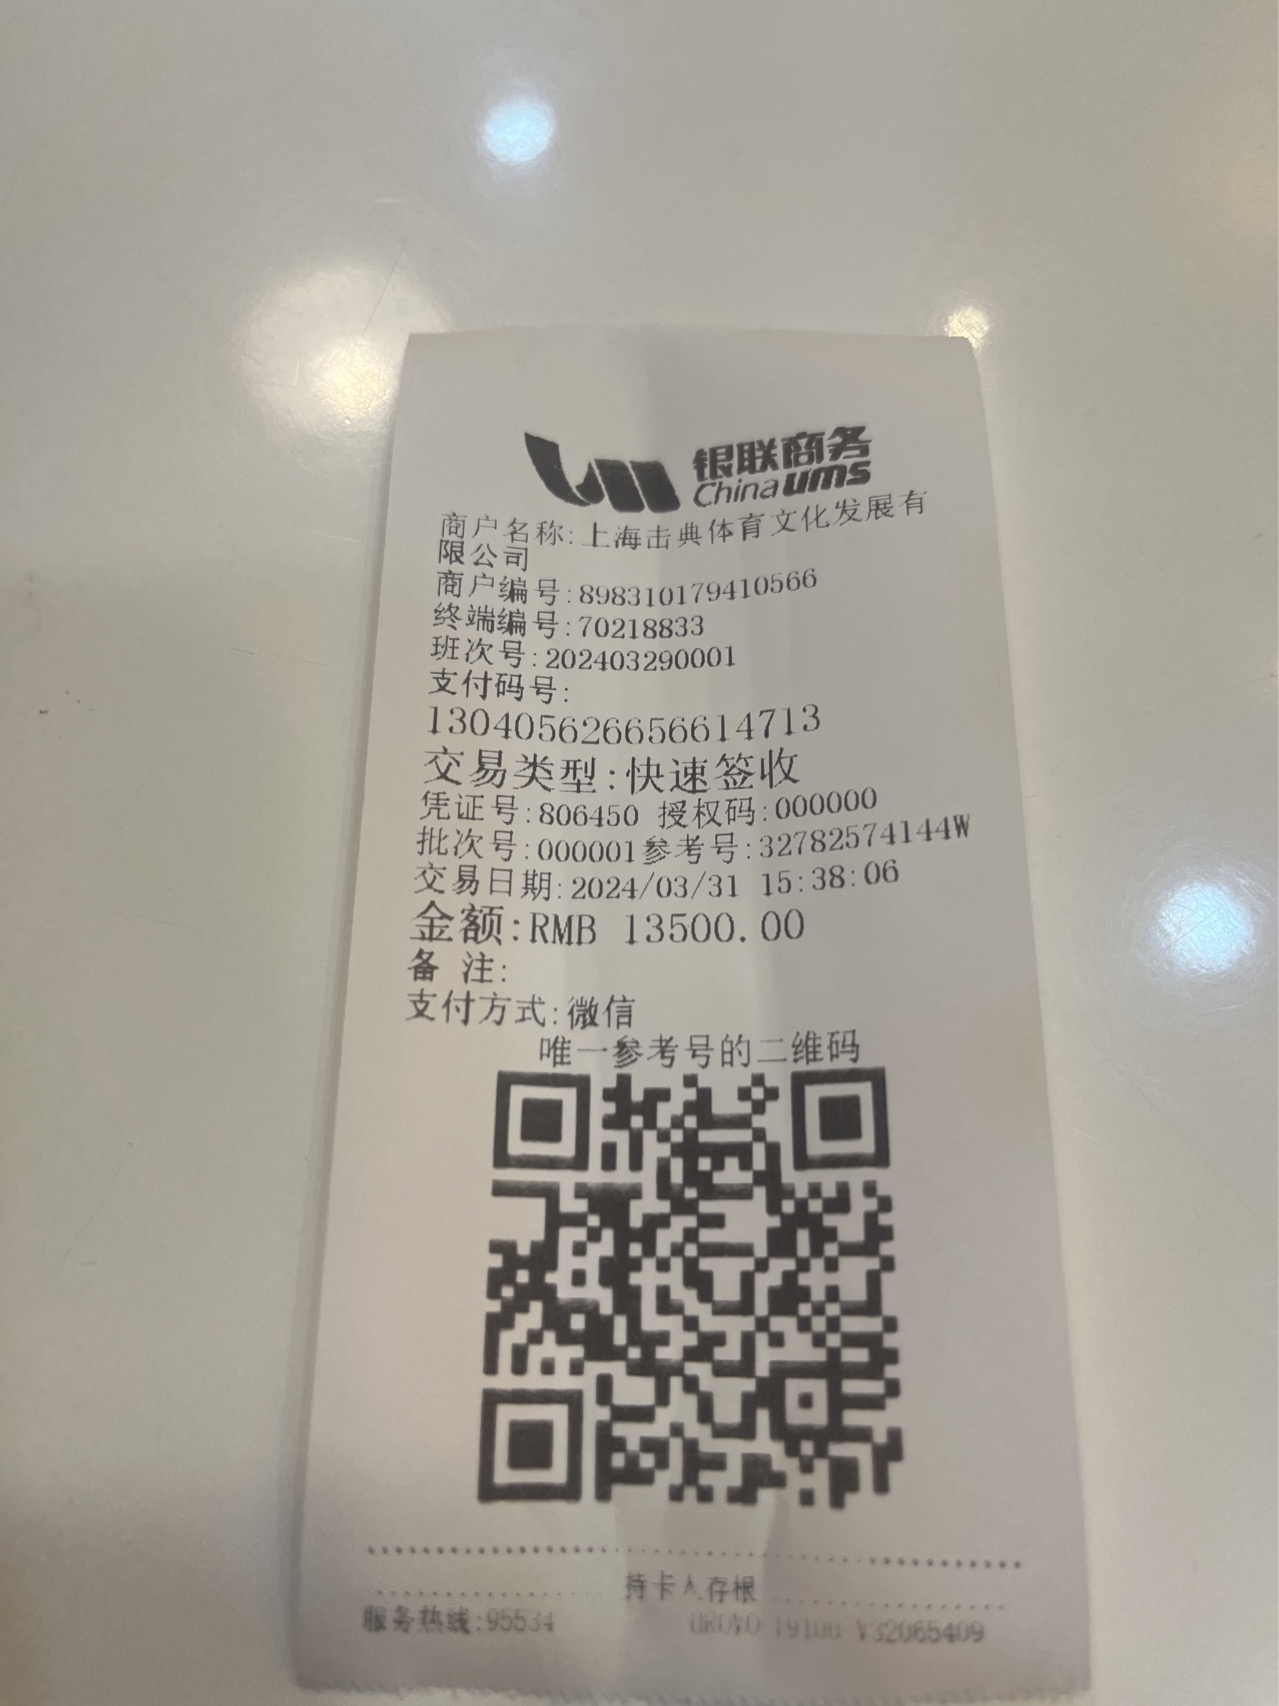 银联商务
Chinaums
商户名称:上海击典体育文化发展有
限公司
商户编号:898310179410566
终端编号:70218833
班次号:202403290001
支付码号:
130405626656614713
交易类型:快速签收
凭证号:806450 授权码:000000
批次号:000001参考号:32782574144W
交易日期:2024/03/31 15:38:06
金额:RMB 13500.00
备 注:
支付方式:微信
唯一参考号的二维码
持卡人存根
服务热线:95534
UROVO I9100 V32065409